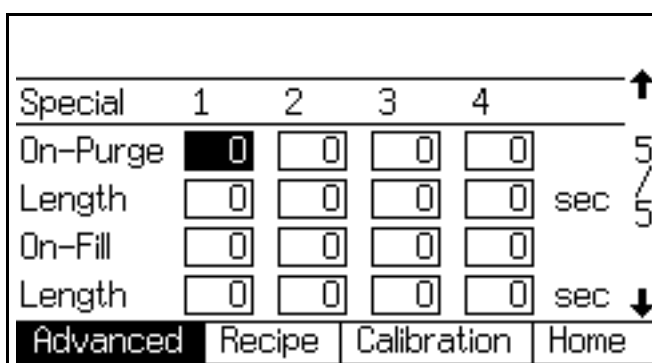 Special 1 2 3 4
On-Purge 0 0 0 0
Length 0 0 0 0 sec
On-Fill 0 0 0 0
Length 0 0 0 0 sec
5/5
Advanced Recipe Calibration Home